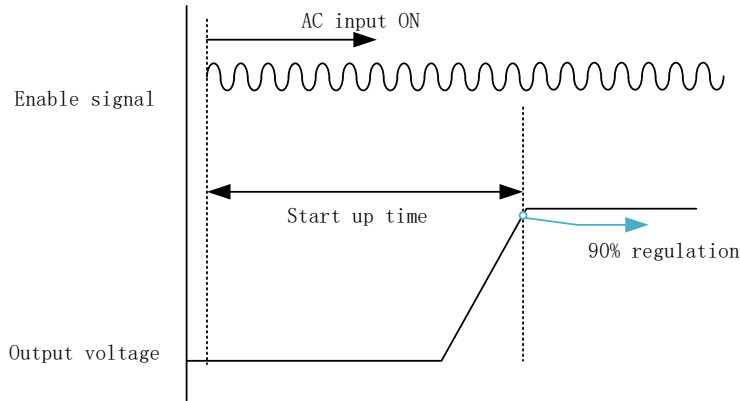 AC input ON
Enable signal
Start up time
90% regulation
Output voltage